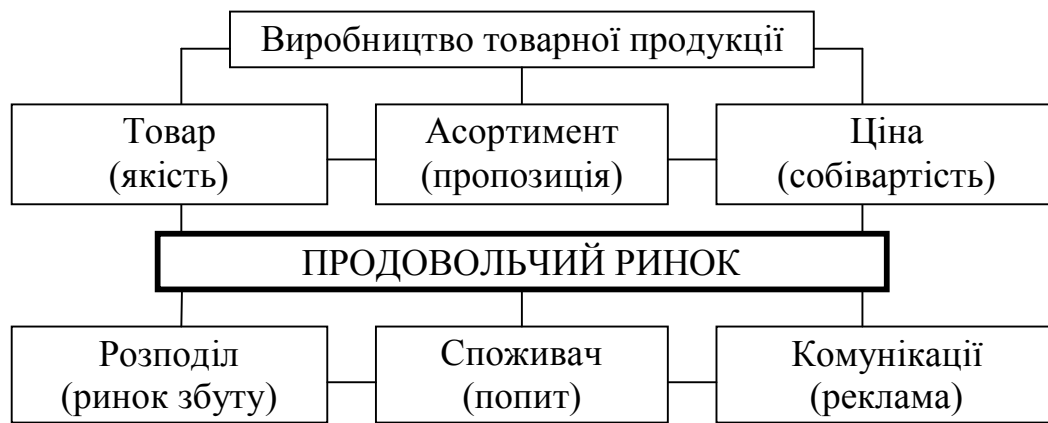 Виробництво товарної продукції
Товар
(якість)
Асортимент
(пропозиція)
Ціна
(собівартість)
ПРОДОВОЛЬЧИЙ РИНОК
Розподіл
(ринок збуту)
Споживач
(попит)
Комунікації
(реклама)